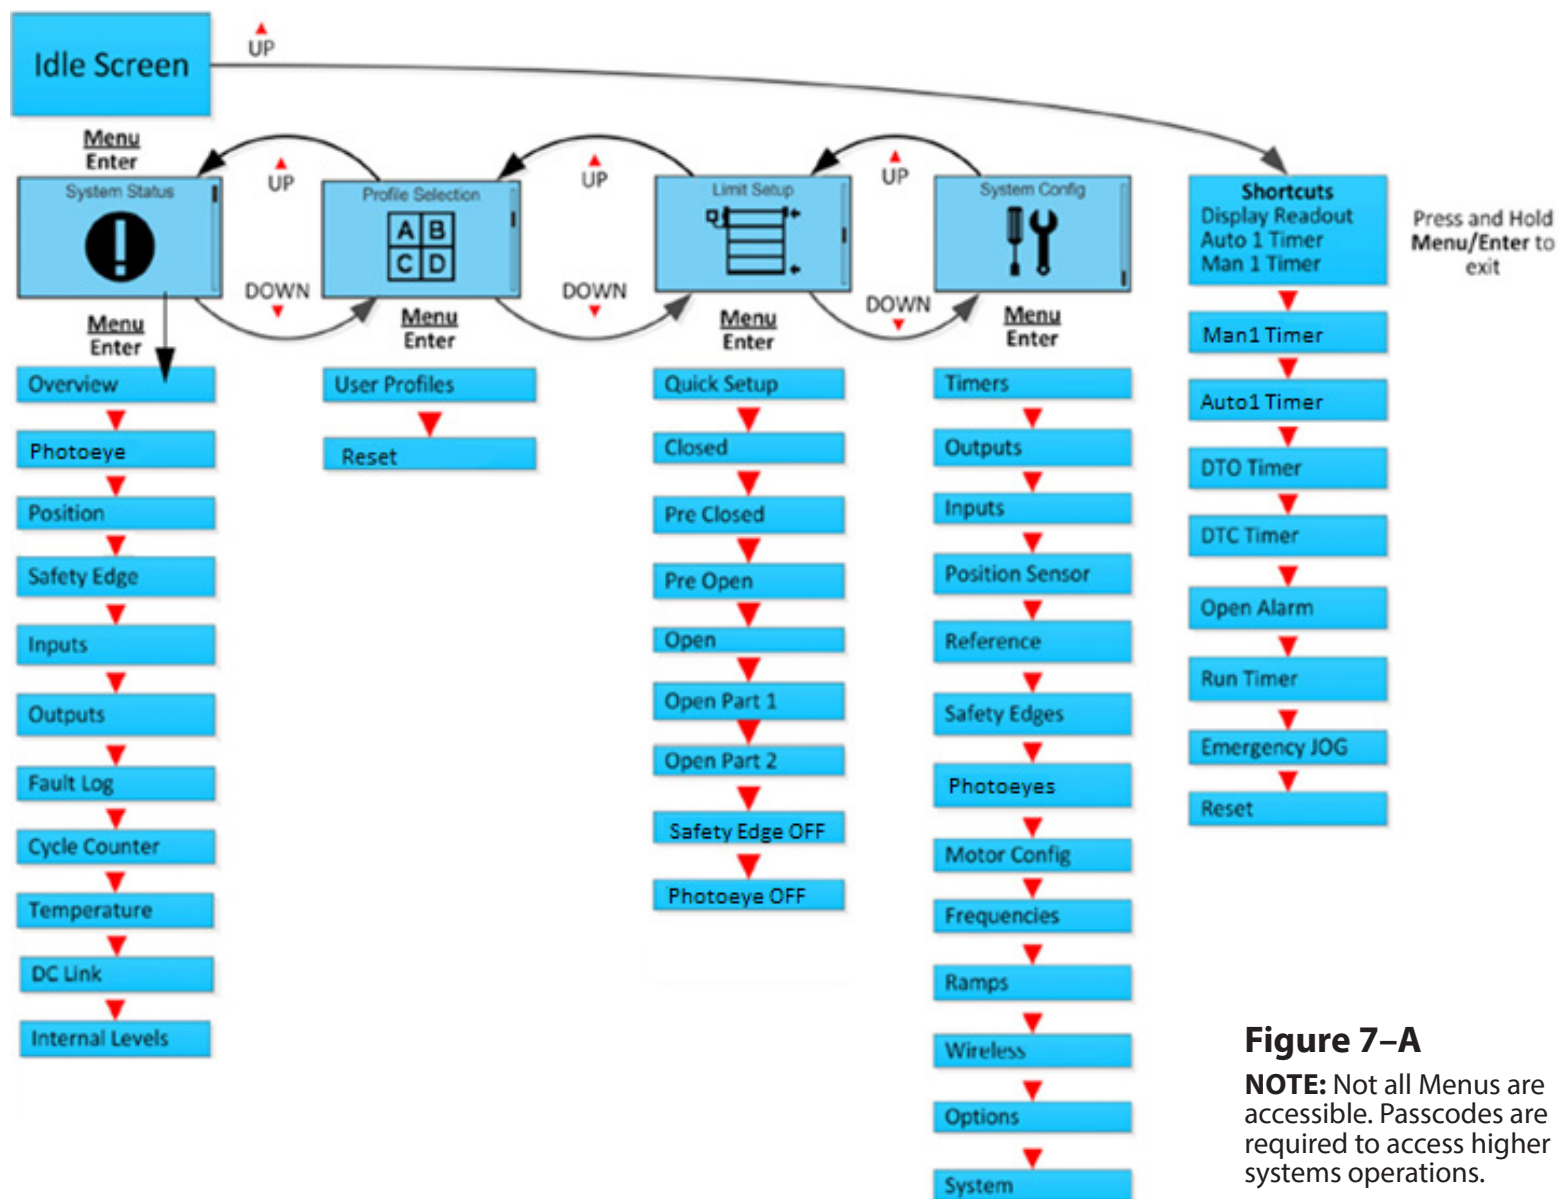 Idle Screen
UP
Menu
Enter
System Status
UP
DOWN
Profile Selection
A B
C D
UP
DOWN
Limit Setup
UP
DOWN
System Config
Shortcuts
Display Readout
Auto 1 Timer
Man 1 Timer
Press and Hold
Menu/Enter to
exit
Menu
Enter
Overview
Photoeye
Position
Safety Edge
Inputs
Outputs
Fault Log
Cycle Counter
Temperature
DC Link
Internal Levels
Menu
Enter
User Profiles
Reset
Menu
Enter
Quick Setup
Closed
Pre Closed
Pre Open
Open
Open Part 1
Open Part 2
Safety Edge OFF
Photoeye OFF
Menu
Enter
Timers
Outputs
Inputs
Position Sensor
Reference
Safety Edges
Photoeyes
Motor Config
Frequencies
Ramps
Wireless
Options
System
Man1 Timer
Auto1 Timer
DTO Timer
DTC Timer
Open Alarm
Run Timer
Emergency JOG
Reset
Figure 7–A
NOTE: Not all Menus are
accessible. Passcodes are
required to access higher
systems operations.